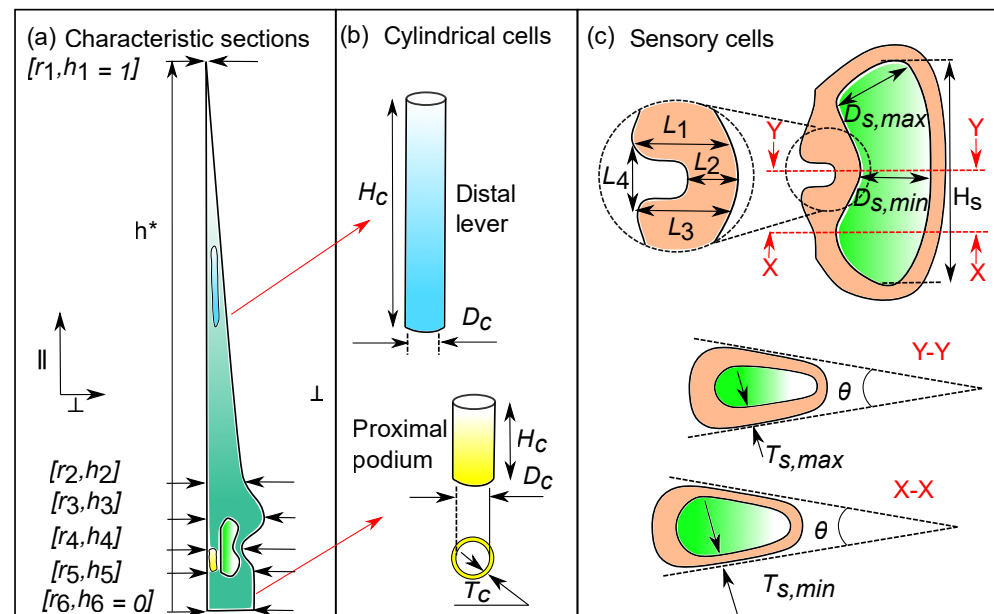 (a) Characteristic sections
[r1,h1 = 1]
h*
ǁ
⊥
⊥
[r2,h2]
[r3,h3]
[r4,h4]
[r5,h5]
[r6,h6 = 0]
(b) Cylindrical cells
Hc
Distal
lever
Dc
Proximal
podium
Hc
Dc
Tc
(c) Sensory cells
L1
L2
L4
L3
Ds,max
Y
Y
Ds,min
Hs
X
X
Y-Y
θ
Ts,max
X-X
θ
Ts,min